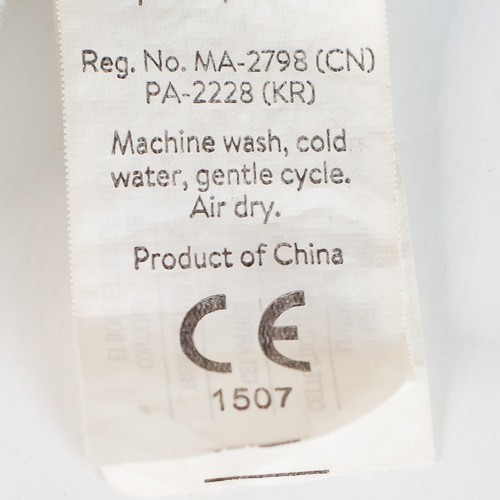 Reg. No. MA-2798 (CN)
PA-2228 (KR)
Machine wash, cold
water, gentle cycle.
Air dry.
Product of China
CE
1507